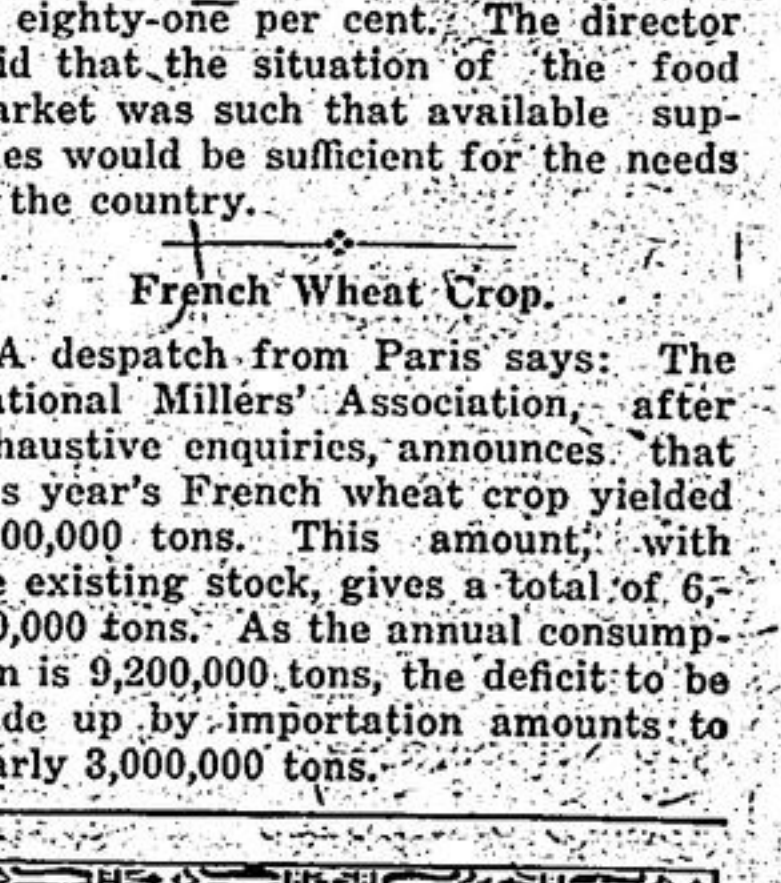 eighty-one per cent. The director
id that the situation of the food
arket was such that available sup-
es would be sufficient for the needs
the country.
French Wheat Crop.
A despatch from Paris says: The
ational Millers' Association, after
haustive enquiries, announces that
s year's French wheat crop yielded
00,000 tons. This amount, with
e existing stock, gives a total of 6,-
0,000 tons. As the annual consump-
n is 9,200,000 tons, the deficit to be
de up by importation amounts to
arly 3,000,000 tons.